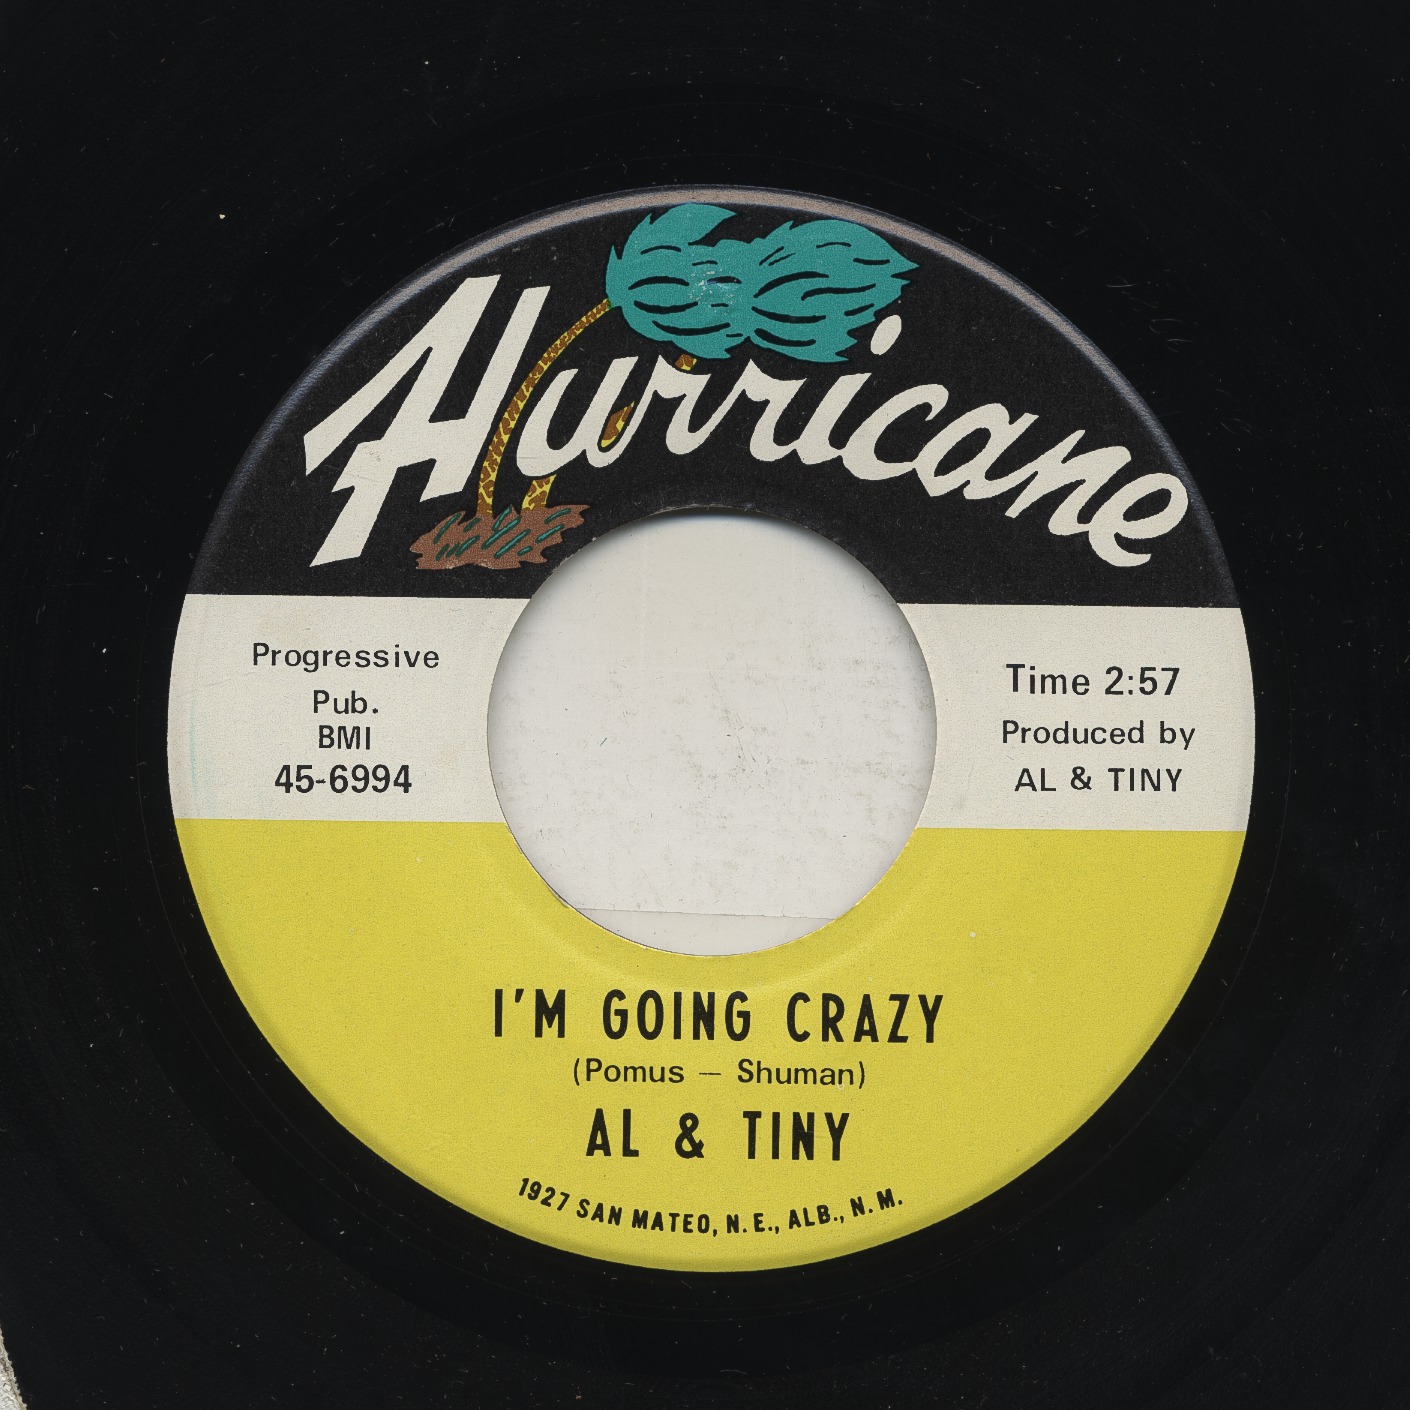 Hurricane
Progressive
Pub.
BMI
45-6994
Time 2:57
Produced by
AL & TINY
I'M GOING CRAZY
(Pomus — Shuman)
AL & TINY
1927 SAN MATEO, N.E., ALB., N.M.